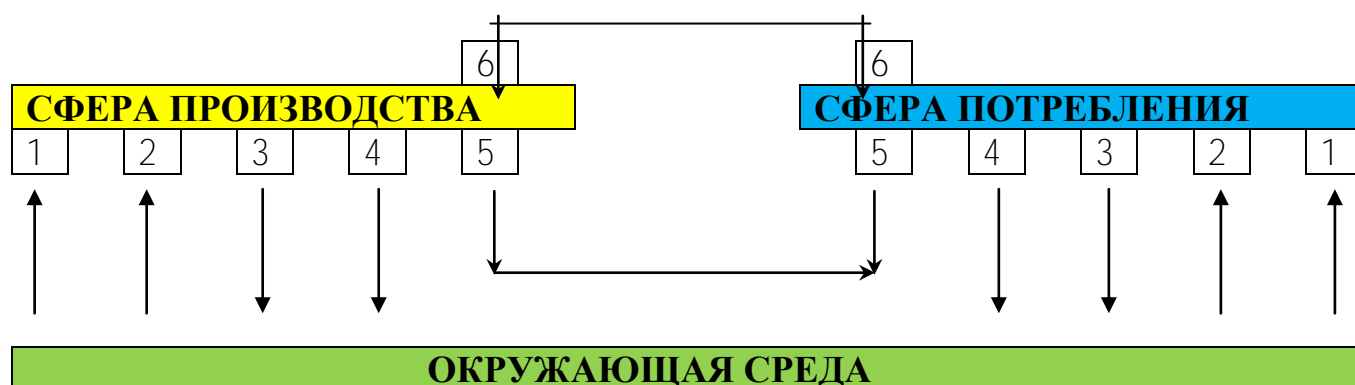 6 6
СФЕРА ПРОИЗВОДСТВА СФЕРА ПОТРЕБЛЕНИЯ
1 2 3 4 5 5 4 3 2 1
ОКРУЖАЮЩАЯ СРЕДА